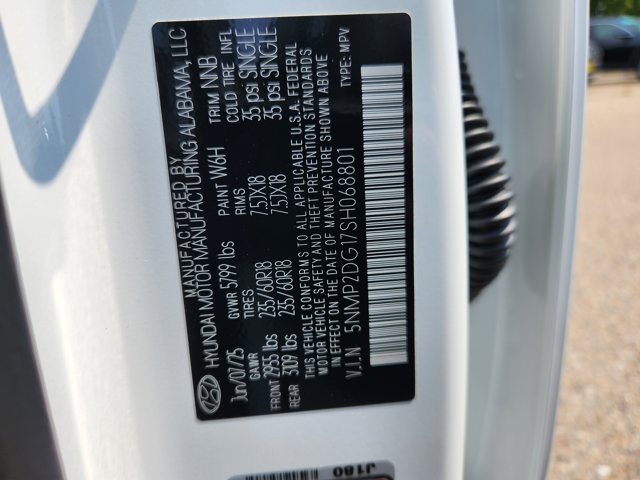 MANUFACTURED BY
HYUNDAI MOTOR MANUFACTURING ALABAMA, LLC
Jun/07/25 GVWR 5799 lbs PAINT W6H TRIM NNB
GAWR TIRES RIMS COLD TIRE INFL
FRONT 2955 lbs 235/60R18 7.5JX18 35 psi SINGLE
REAR 3109 lbs 235/60R18 7.5JX18 35 psi SINGLE
THIS VEHICLE CONFORMS TO ALL APPLICABLE U.S.A. FEDERAL
MOTOR VEHICLE SAFETY AND THEFT PREVENTION STANDARDS
IN EFFECT ON THE DATE OF MANUFACTURE SHOWN ABOVE
V.I.N 5NMP2DG17SH068801 TYPE: MPV
J180